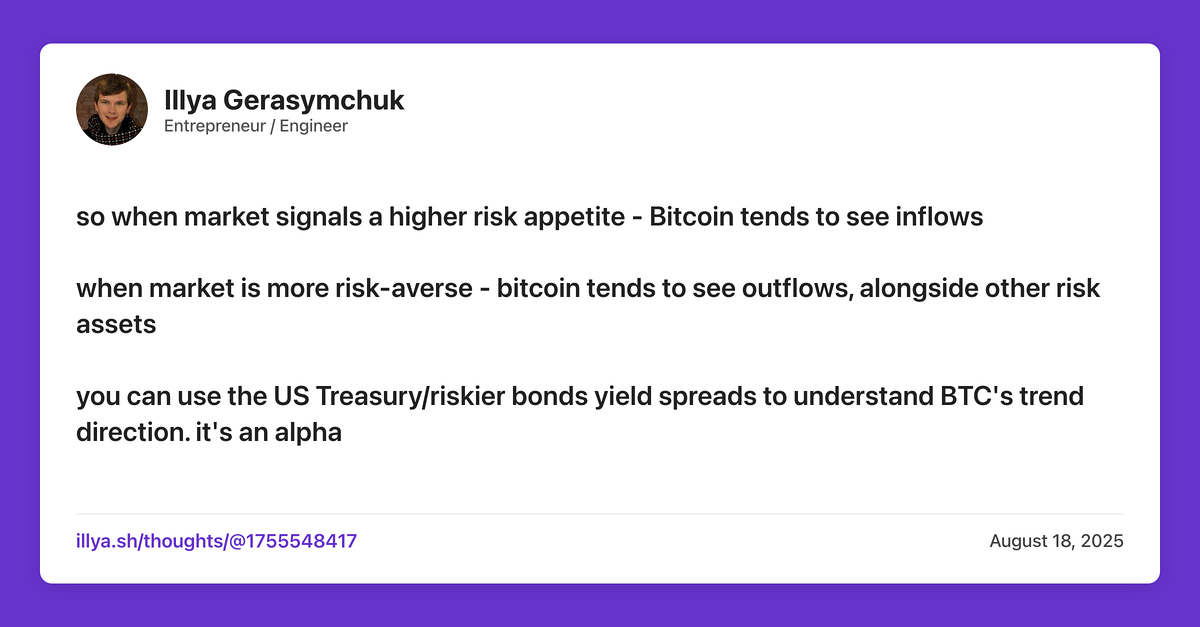 Illya Gerasymchuk
Entrepreneur / Engineer
so when market signals a higher risk appetite - Bitcoin tends to see inflows
when market is more risk-averse - bitcoin tends to see outflows, alongside other risk
assets
you can use the US Treasury/riskier bonds yield spreads to understand BTC's trend
direction. it's an alpha
illya.sh/thoughts/@1755548417
August 18, 2025